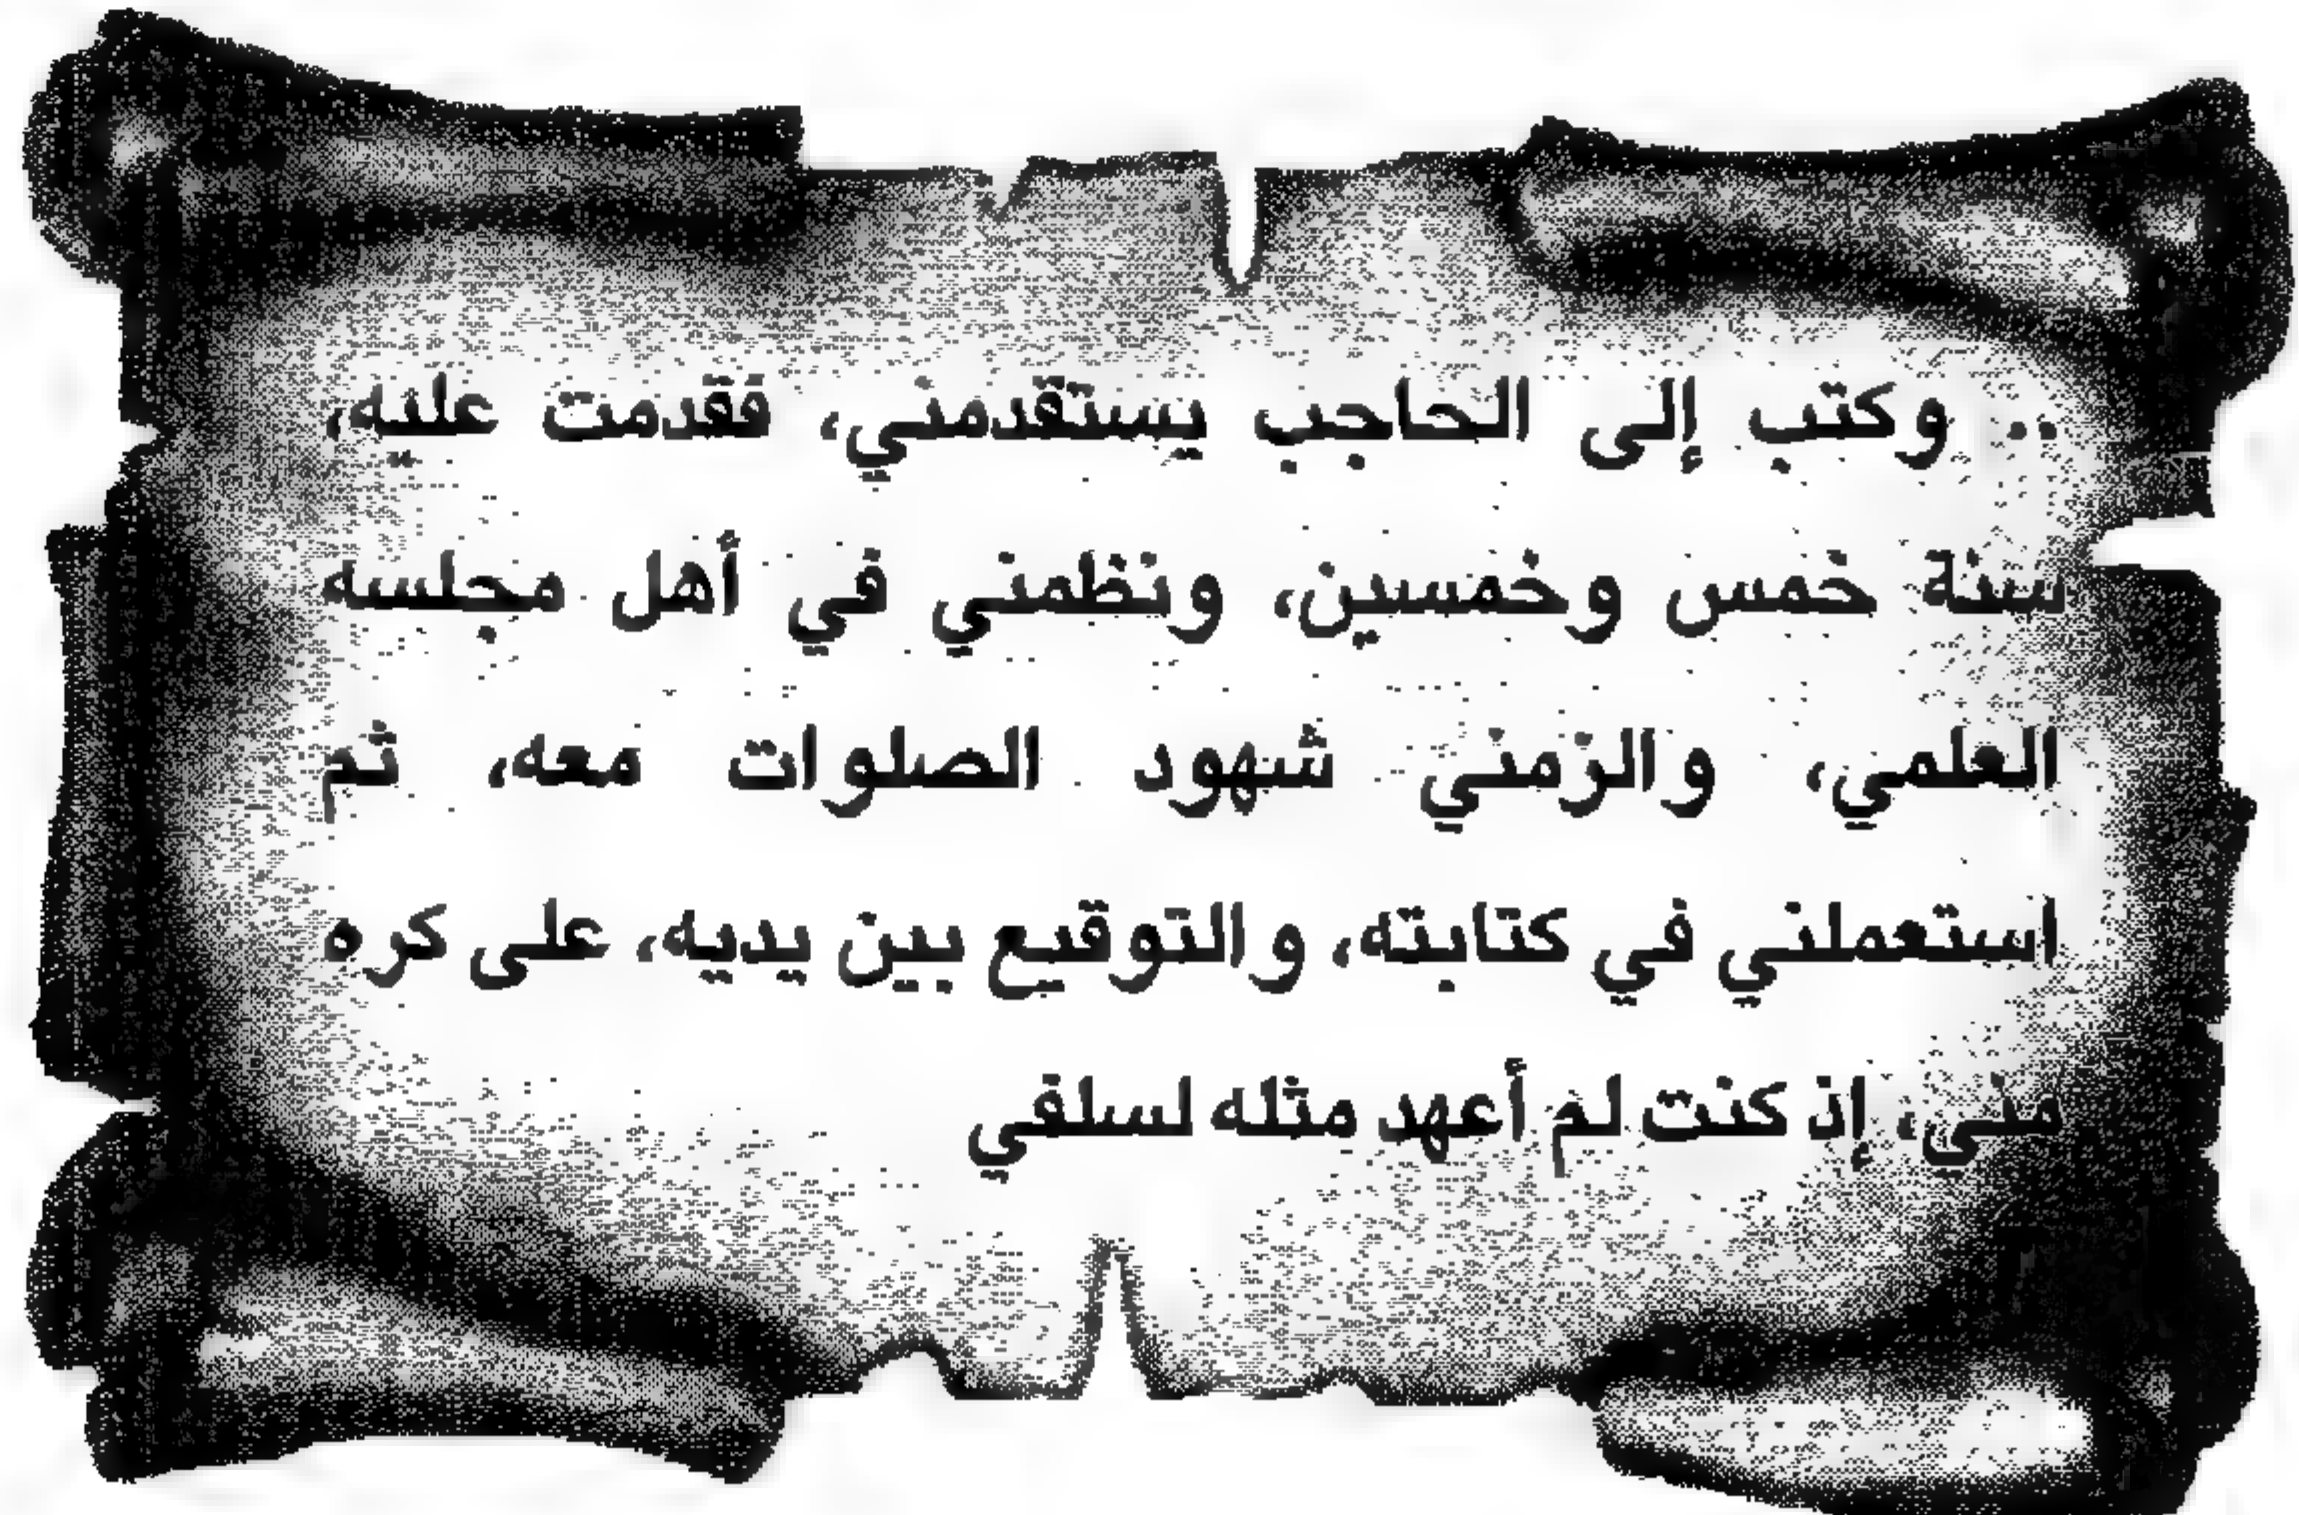 .. وكتب إلى الحاجب يستقدمني، فقدمت عليه،
سنة خمس وخمسين، ونظمني في أهل مجلسه
العلمي، والزمني شهود الصلوات معه، ثم
استعملني في كتابته، والتوقيع بين يديه، على كره
مني، إذ كنت لم أعهد مثله لسلفي